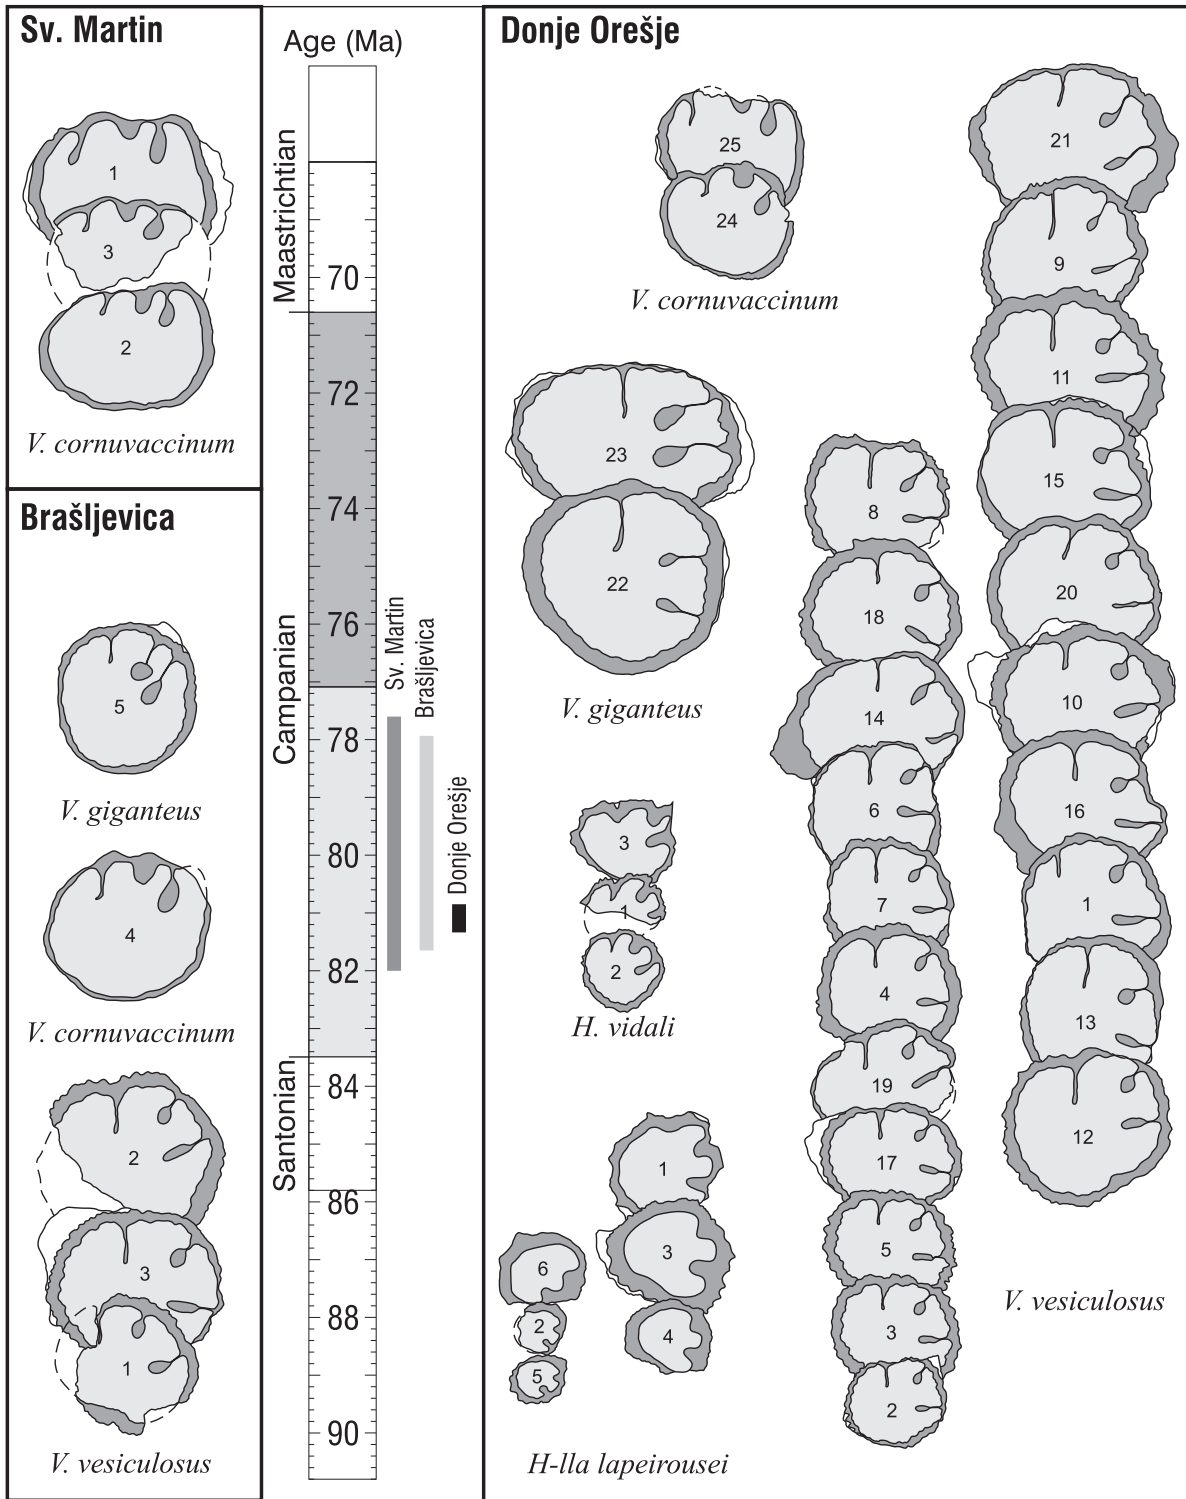 Sv. Martin
1
3
2
V. cornuvaccinum
Brašljevica
5
V. giganteus
4
V. cornuvaccinum
2
3
1
V. vesiculosus
Age (Ma)
Maastrichtian
Campanian
Santonian
70
72
74
76
78
80
82
84
86
88
90
Sv. Martin
Brašljevica
Donje Orešje
Donje Orešje
25
24
V. cornuvaccinum
23
22
V. giganteus
3
1
2
H. vidali
1
3
4
6
2
5
H-lla lapeirousei
8
18
14
6
7
4
19
17
5
3
2
21
9
11
15
20
10
16
1
13
12
V. vesiculosus